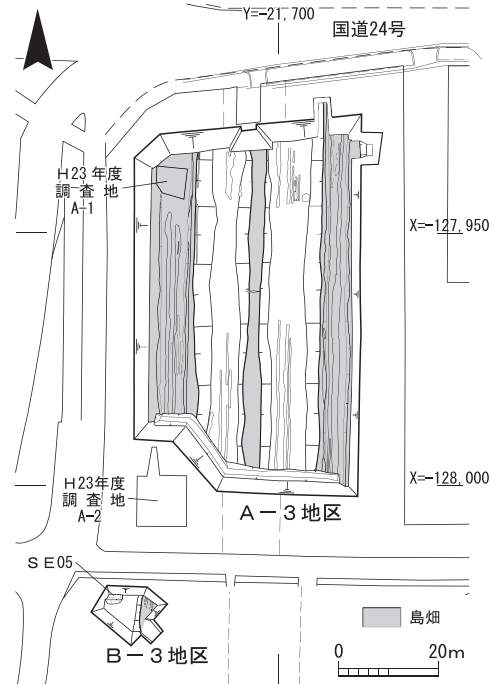 Y=-21,700
国道24号
H23年度
調査地
A-1
X=-127,950
X=-128,000
H23年度
調査地
A-2
A-3地区
SE05
島畑
B-3地区
0 20m